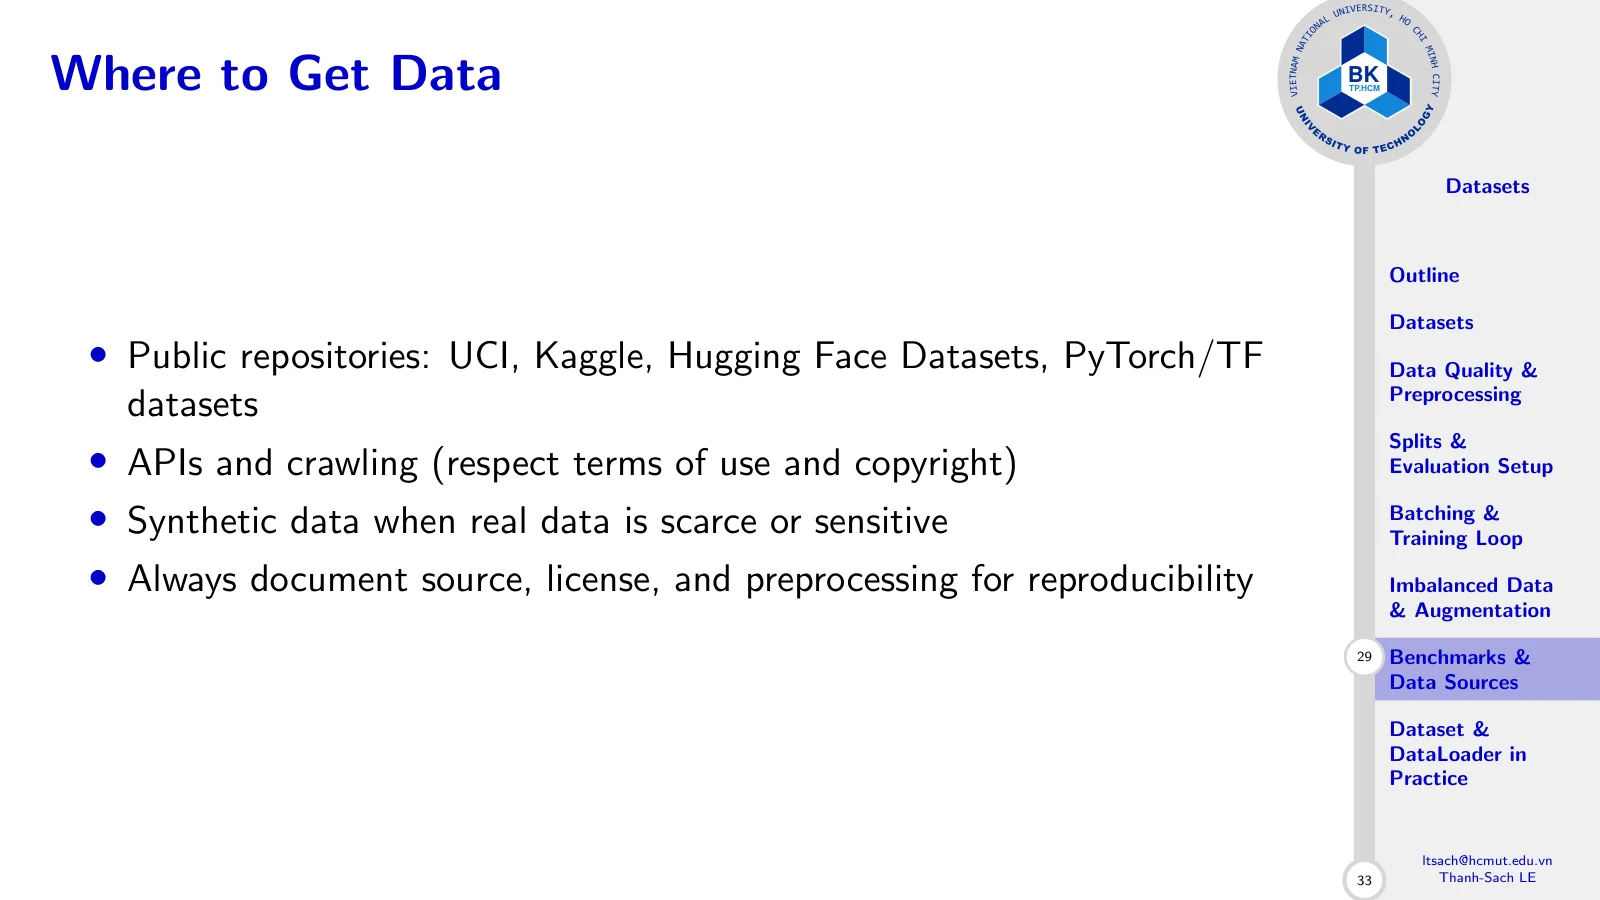 Where to Get Data
• Public repositories: UCI, Kaggle, Hugging Face Datasets, PyTorch/TF
datasets
• APIs and crawling (respect terms of use and copyright)
• Synthetic data when real data is scarce or sensitive
• Always document source, license, and preprocessing for reproducibility
VIETNAM NATIONAL UNIVERSITY, HO CHI MINH CITY
BK
TP.HCM
UNIVERSITY OF TECHNOLOGY
Datasets
Outline
Datasets
Data Quality &
Preprocessing
Splits &
Evaluation Setup
Batching &
Training Loop
Imbalanced Data
& Augmentation
29
Benchmarks &
Data Sources
Dataset &
DataLoader in
Practice
ltsach@hcmut.edu.vn
Thanh-Sach LE
33